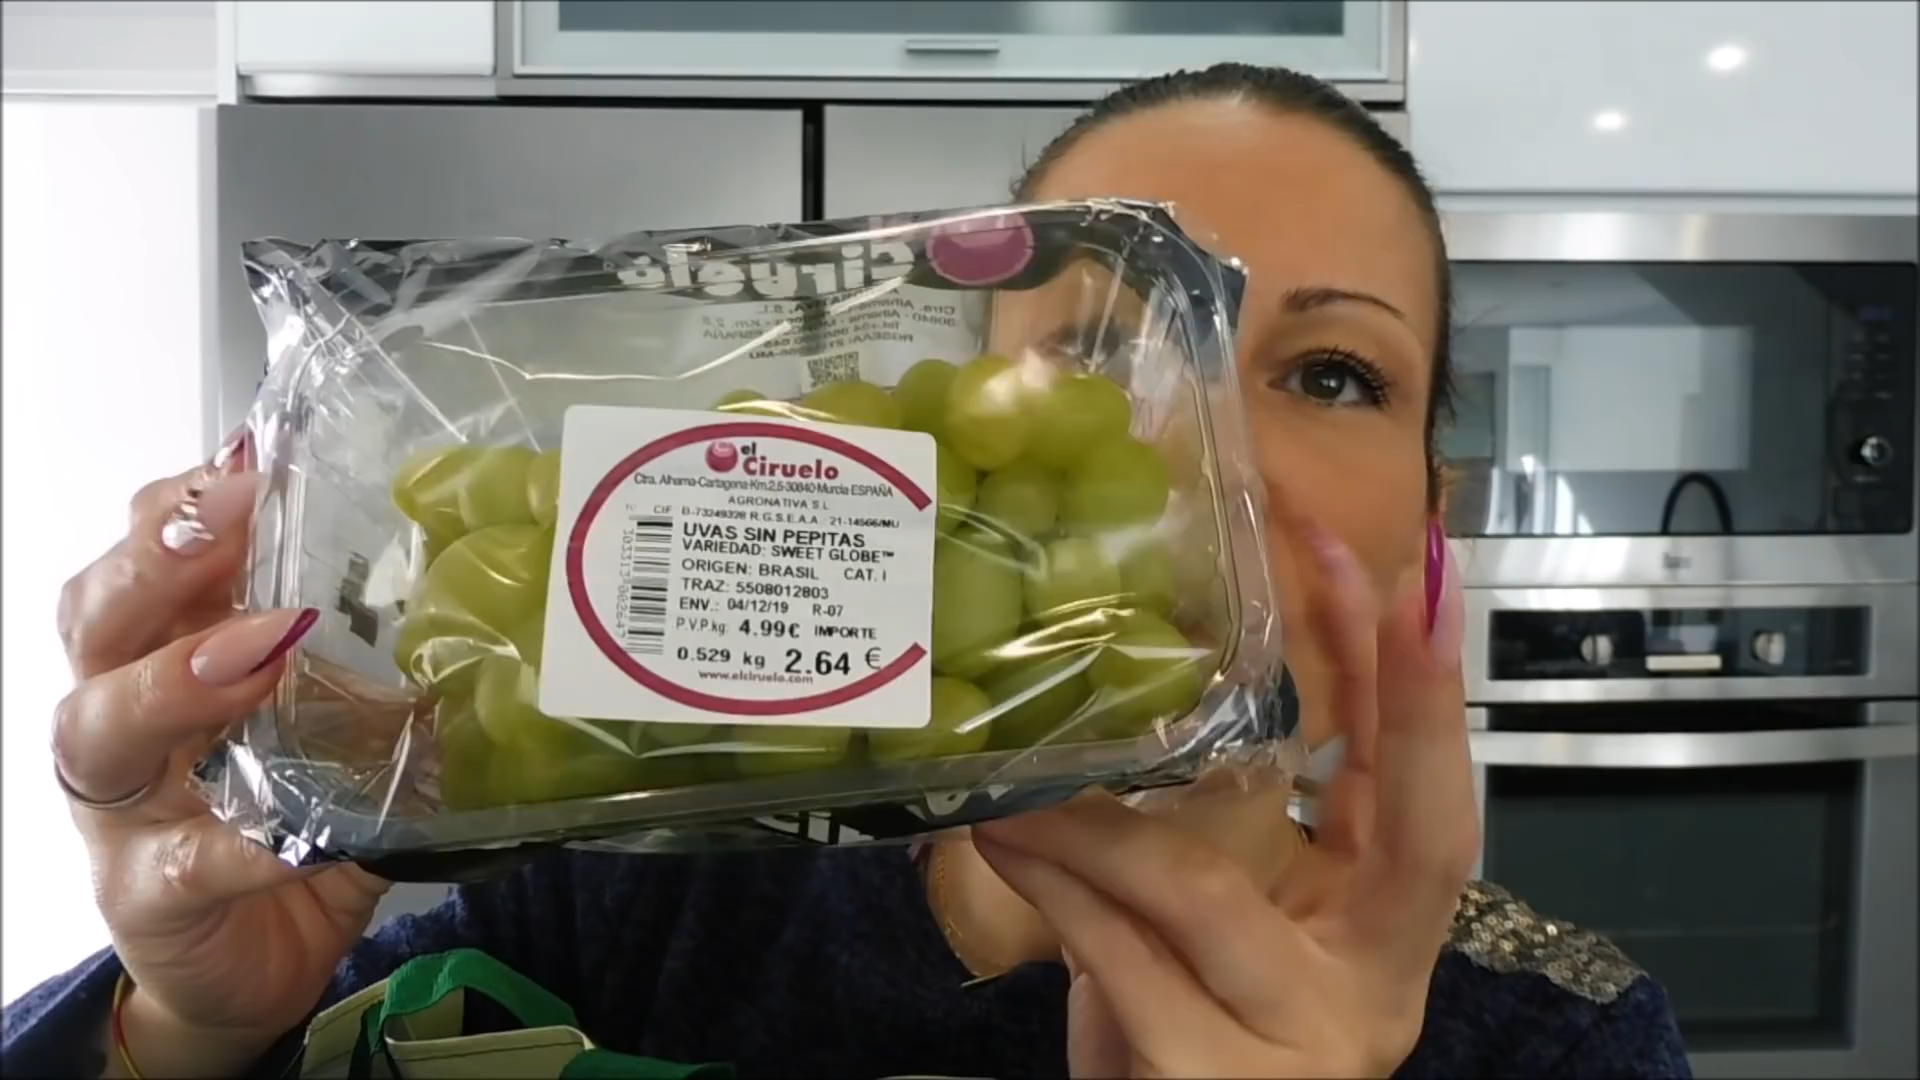 Ciruelo
el
Ciruelo
Ctra. Alhama-Cartagena-Km.2,5-30840-Murcia-ESPAÑA
AGRONATIVA S.L
CIF B-73249328 R.G.S.E.A.A. 21-14566/MU
UVAS SIN PEPITAS
VARIEDAD: SWEET GLOBE™
ORIGEN: BRASIL CAT. I
TRAZ: 5508012803
ENV.: 04/12/19 R-07
P.V.P.kg: 4.99€ IMPORTE
0.529 kg 2.64 €
www.elciruelo.com